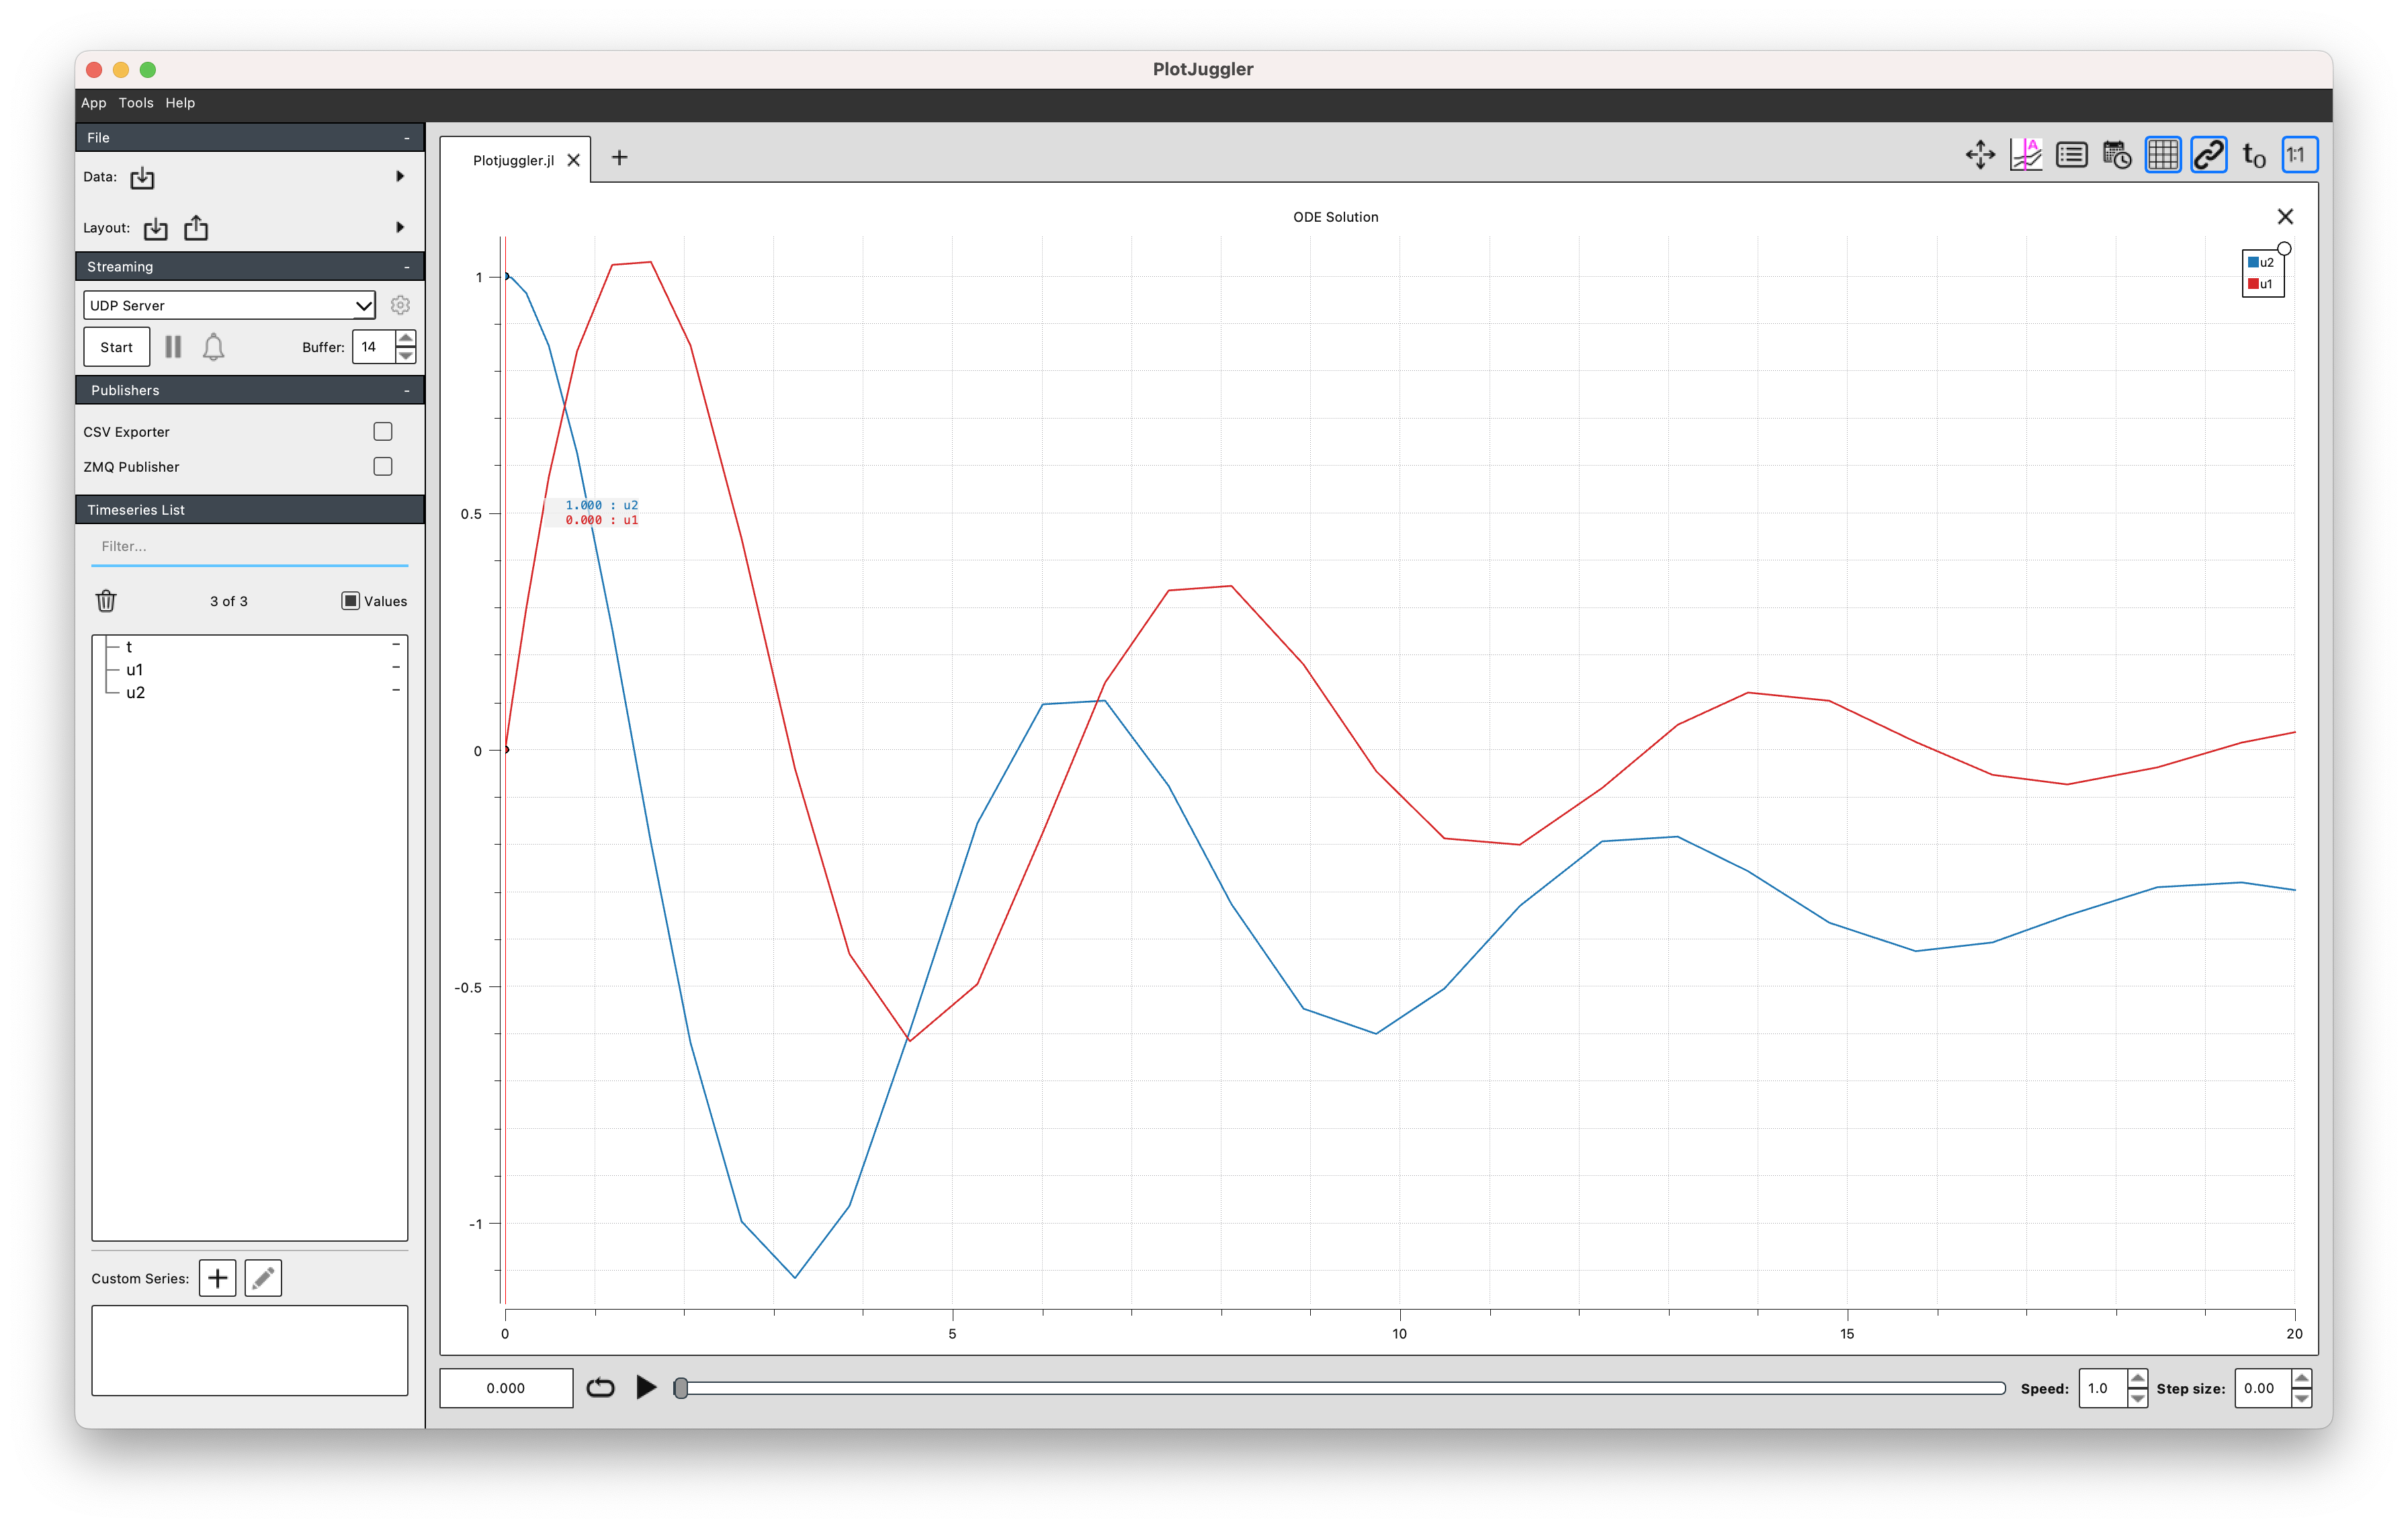 PlotJuggler
App Tools Help
File -
Data:
Layout:
Streaming -
UDP Server
Start Buffer: 14
Publishers -
CSV Exporter
ZMQ Publisher
Timeseries List
Filter...
3 of 3 Values
t -
u1 -
u2 -
Custom Series:
Plotjuggler.jl
A t0 1:1
ODE Solution
u2
u1
1
0.5
0
-0.5
-1
1.000 : u2
0.000 : u1
0 5 10 15 20
0.000 Speed: 1.0 Step size: 0.00